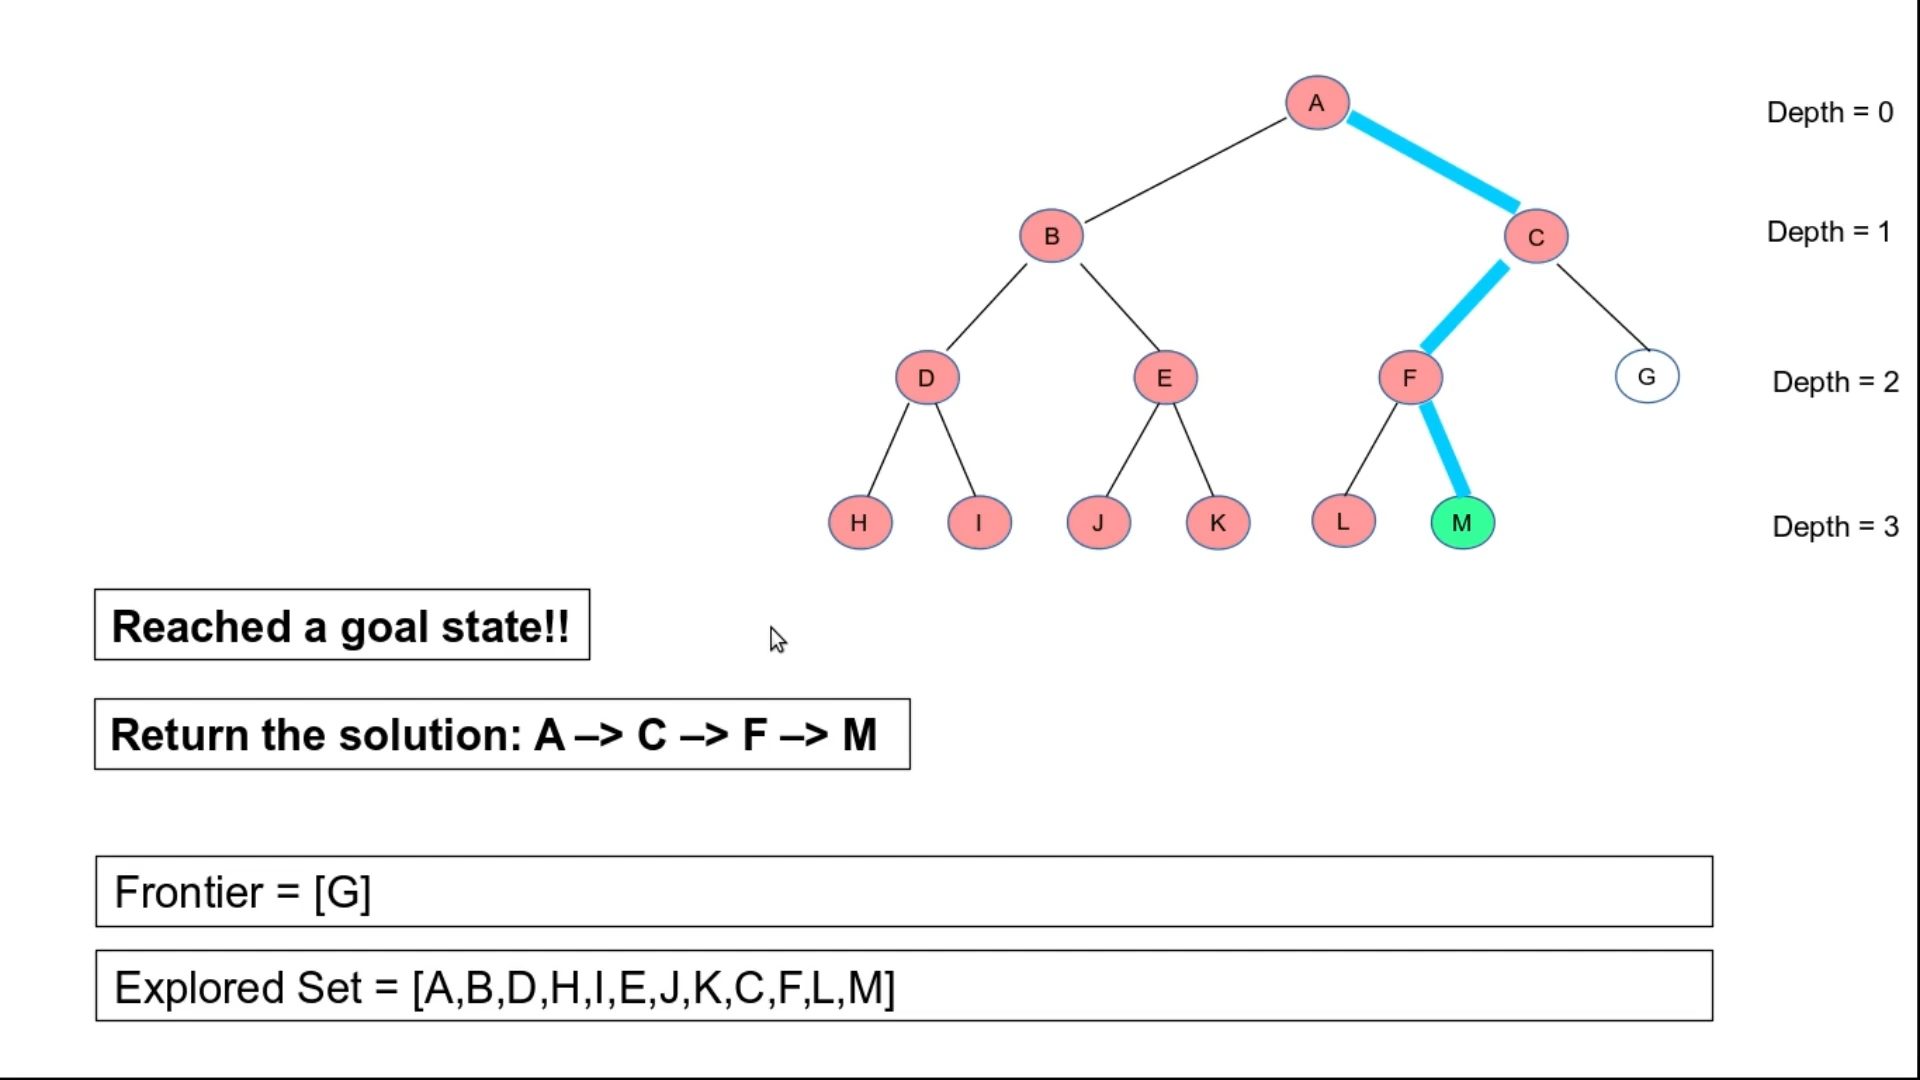 A
Depth = 0
B
C
Depth = 1
D
E
F
G
Depth = 2
H
I
J
K
L
M
Depth = 3
Reached a goal state!!
Return the solution: A –> C –> F –> M
Frontier = [G]
Explored Set = [A,B,D,H,I,E,J,K,C,F,L,M]